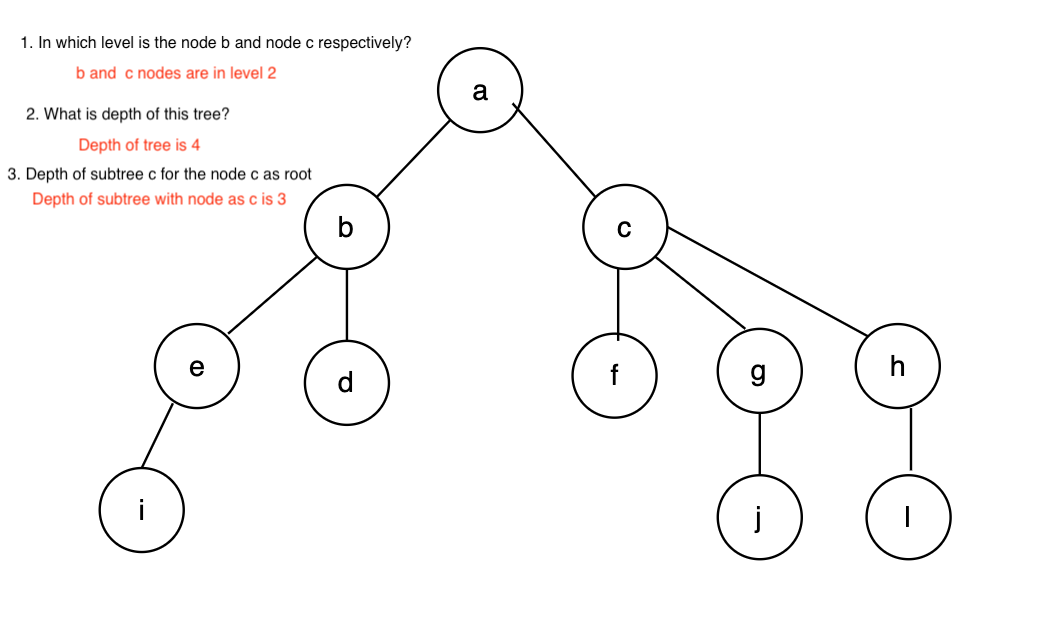 1. In which level is the node b and node c respectively?
b and c nodes are in level 2
2. What is depth of this tree?
Depth of tree is 4
3. Depth of subtree c for the node c as root
Depth of subtree with node as c is 3
a
b
c
e
d
f
g
h
i
j
l